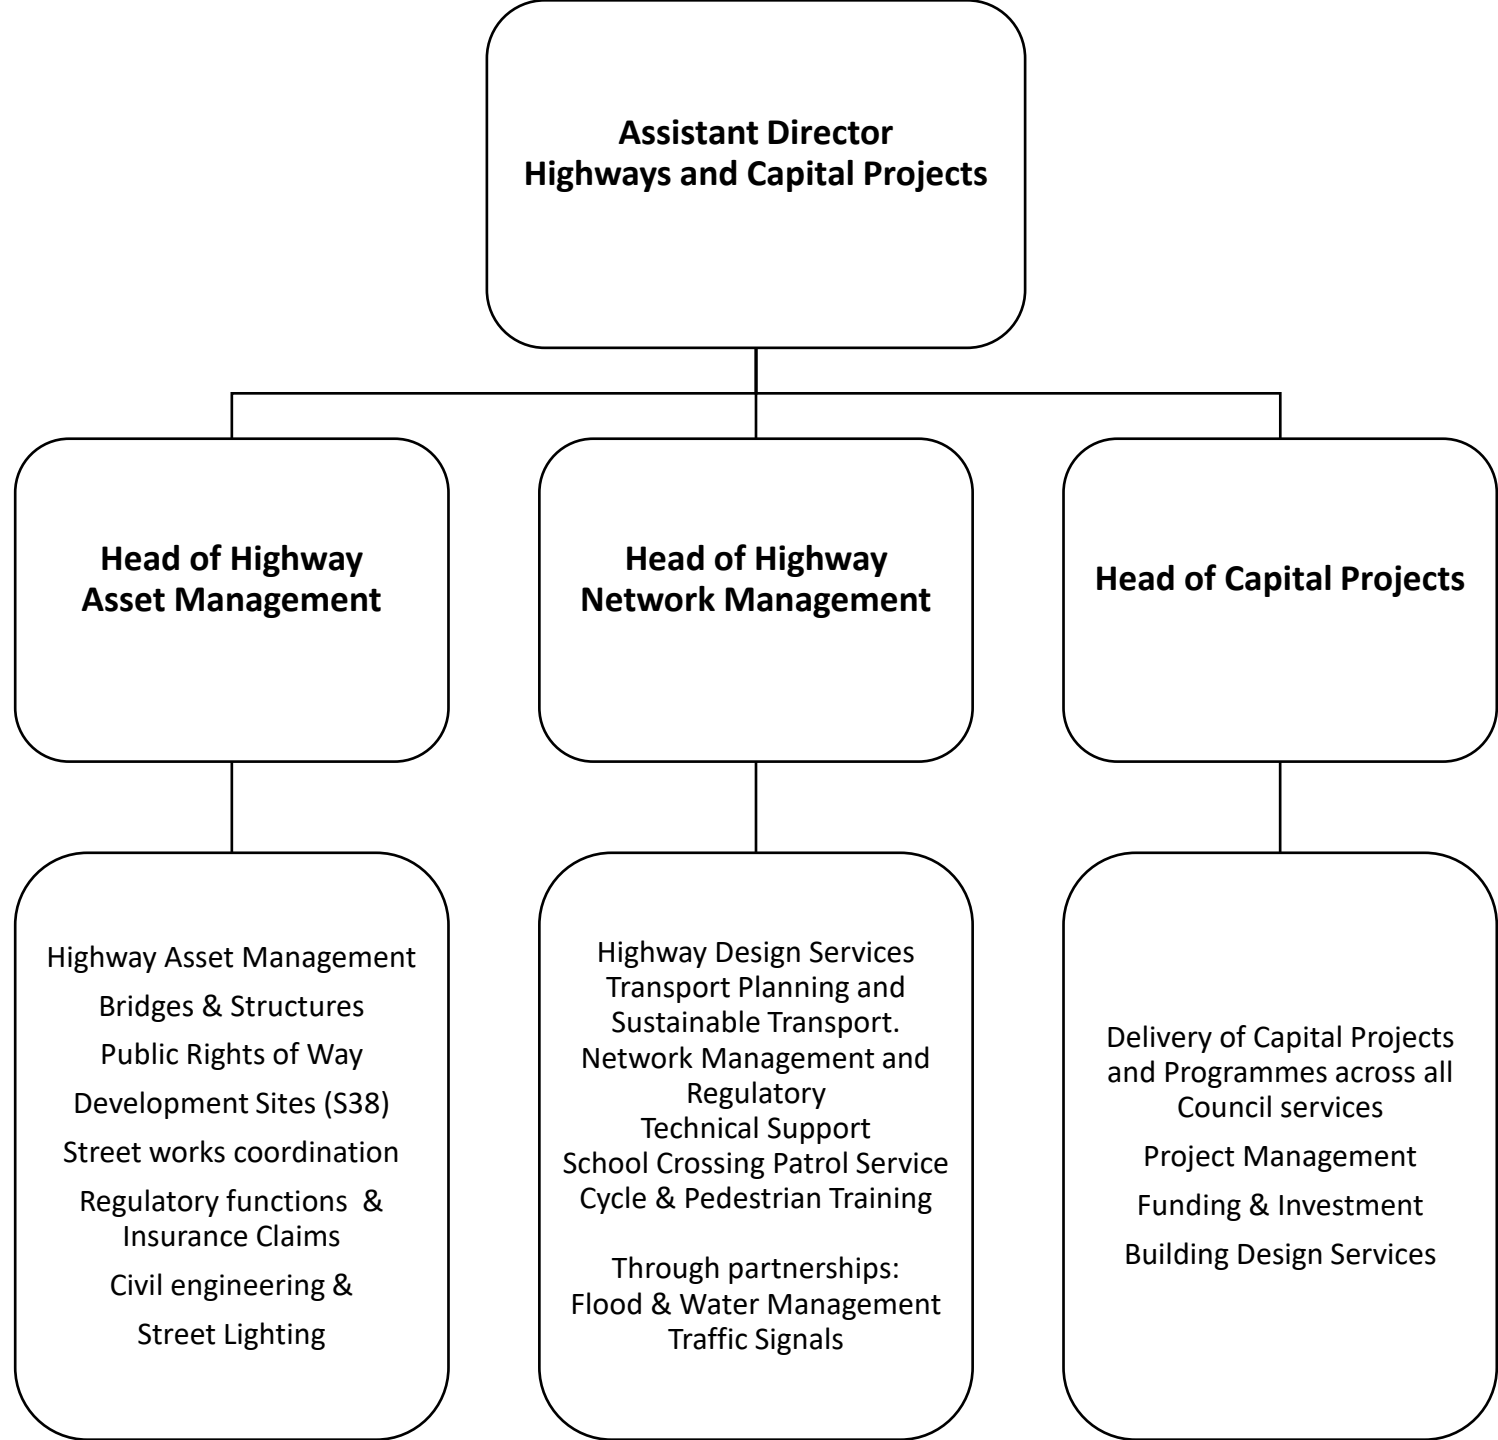 Assistant Director
Highways and Capital Projects
Head of Highway
Asset Management
Head of Highway
Network Management
Head of Capital Projects
Highway Asset Management
Bridges & Structures
Public Rights of Way
Development Sites (S38)
Street works coordination
Regulatory functions  &
Insurance Claims
Civil engineering &
Street Lighting
Highway Design Services
Transport Planning and
Sustainable Transport.
Network Management and
Regulatory
Technical Support
School Crossing Patrol Service
Cycle & Pedestrian Training
Through partnerships:
Flood & Water Management
Traffic Signals
Delivery of Capital Projects
and Programmes across all
Council services
Project Management
Funding & Investment
Building Design Services